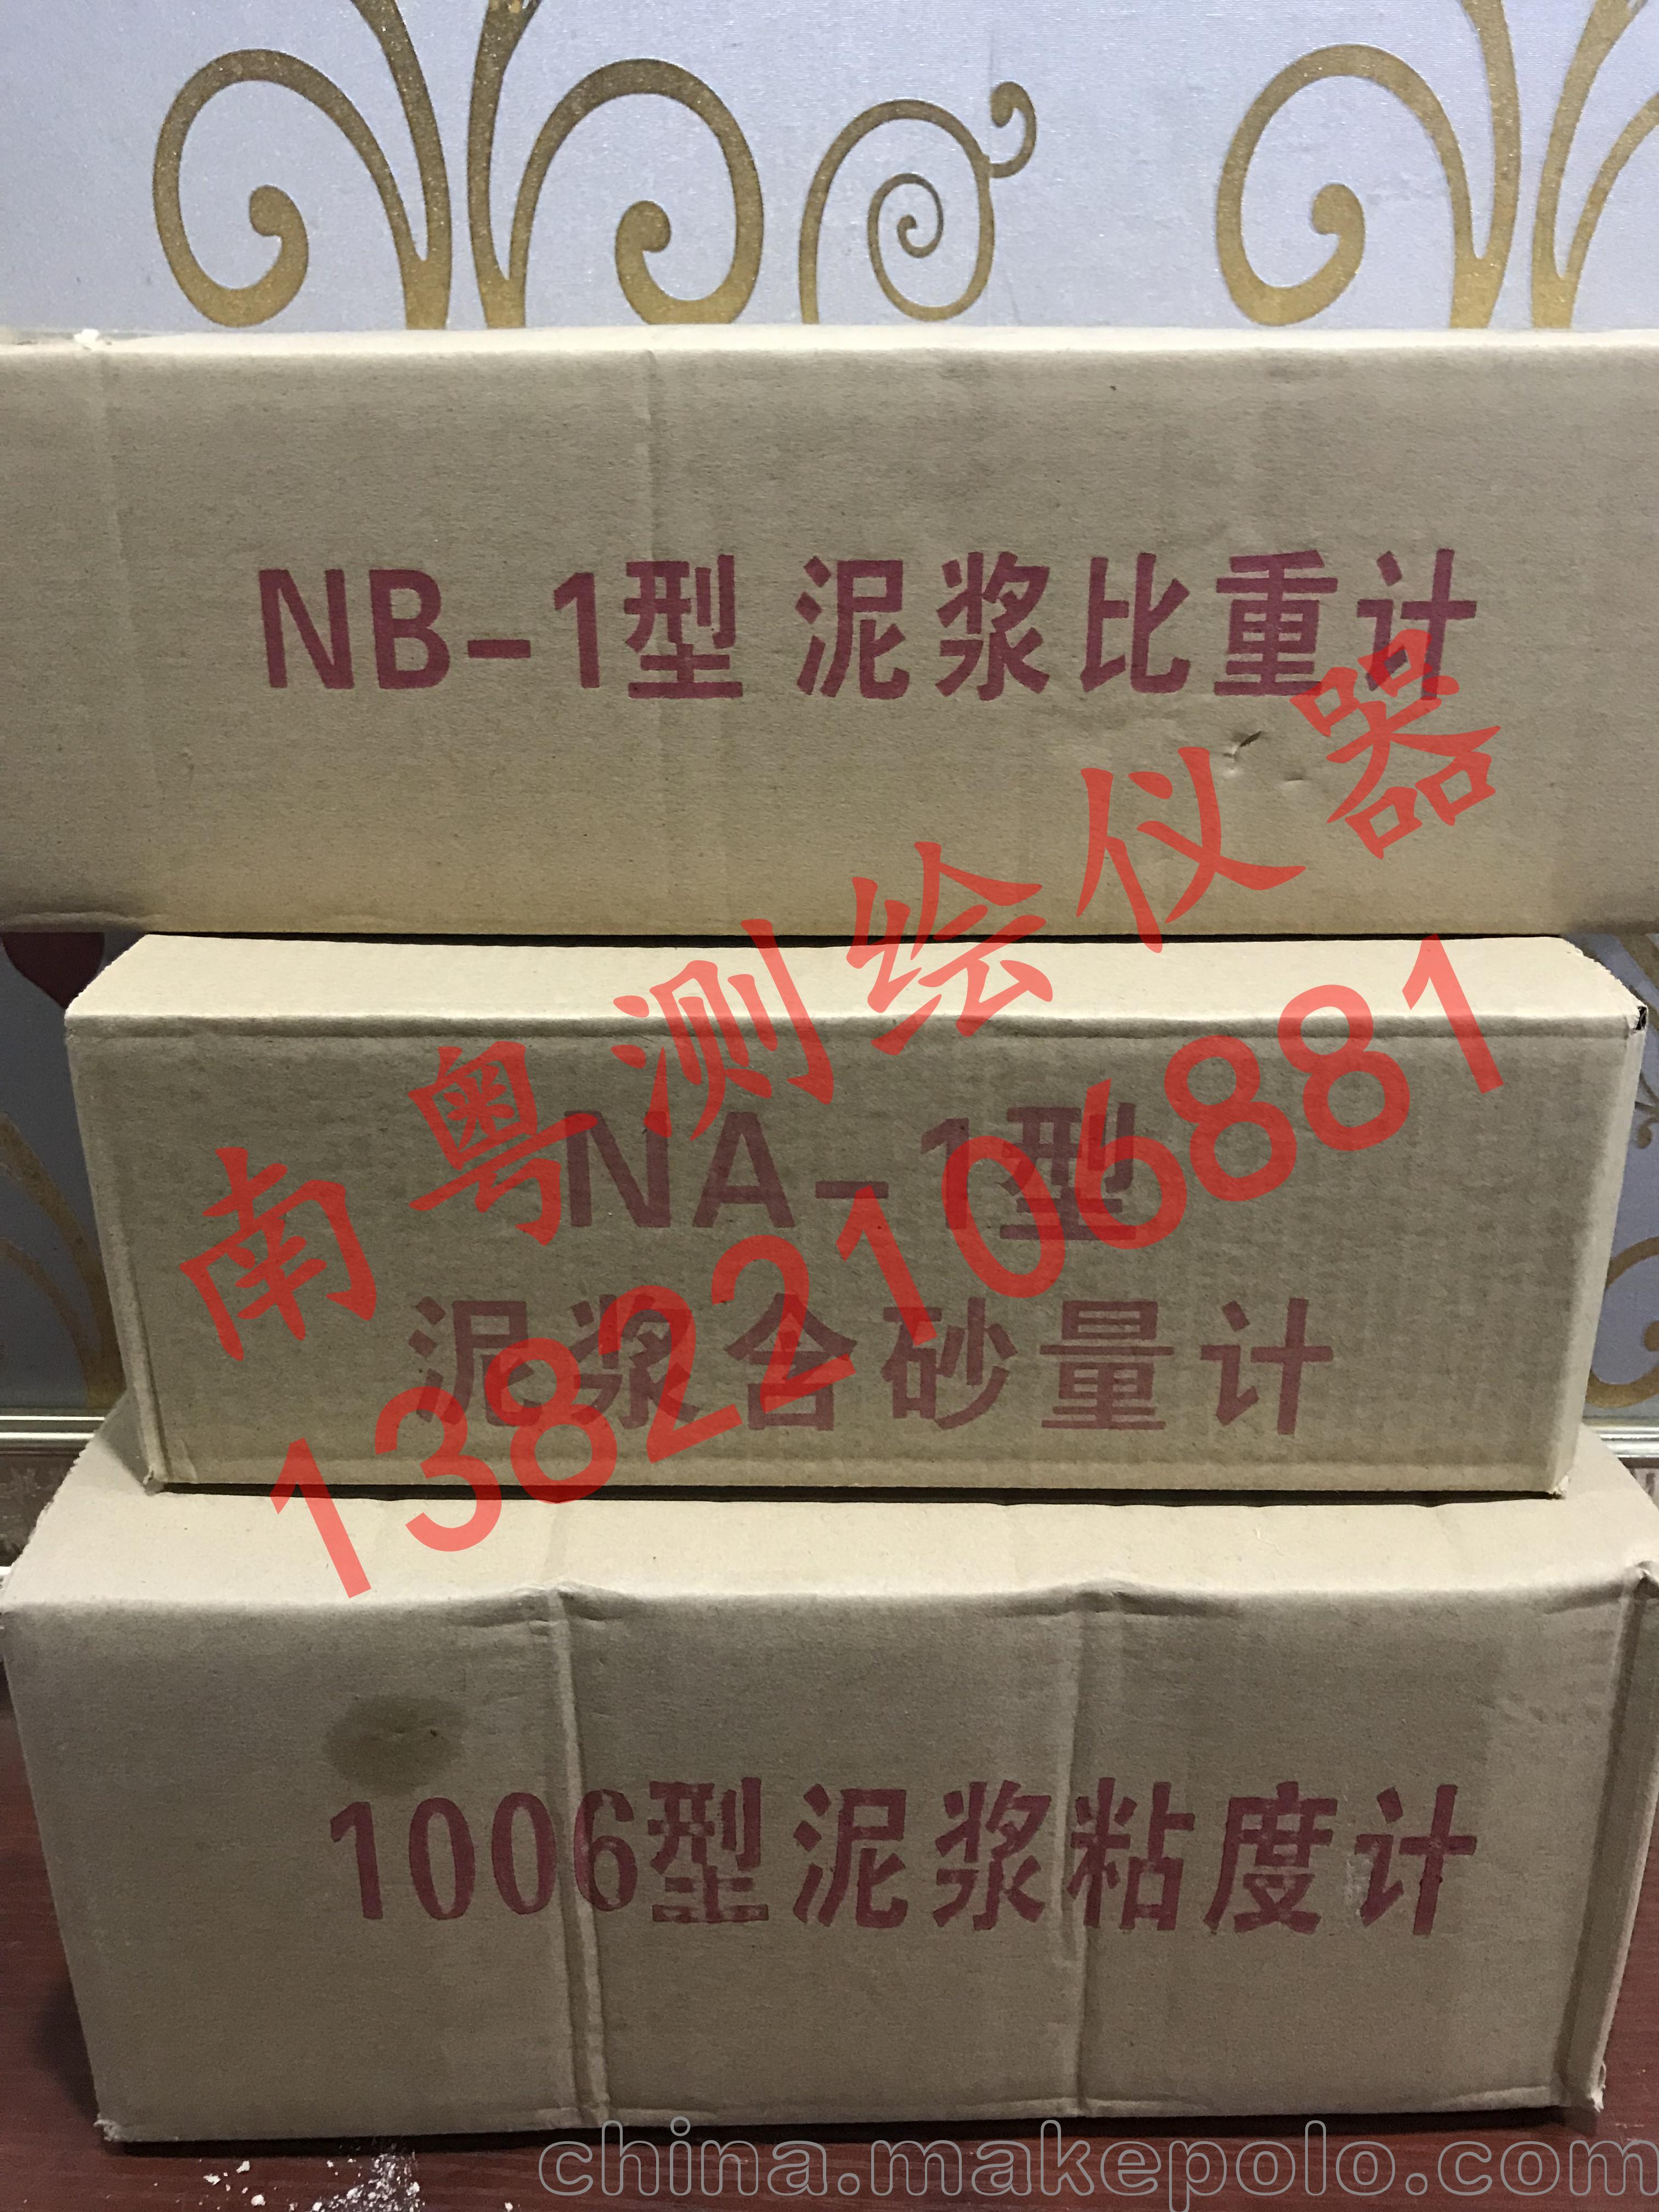 NB-1型 泥浆比重计
南粤测绘仪器
13822106881
NA-1型
泥浆含砂量计
1006型泥浆粘度计
china.makepolo.com